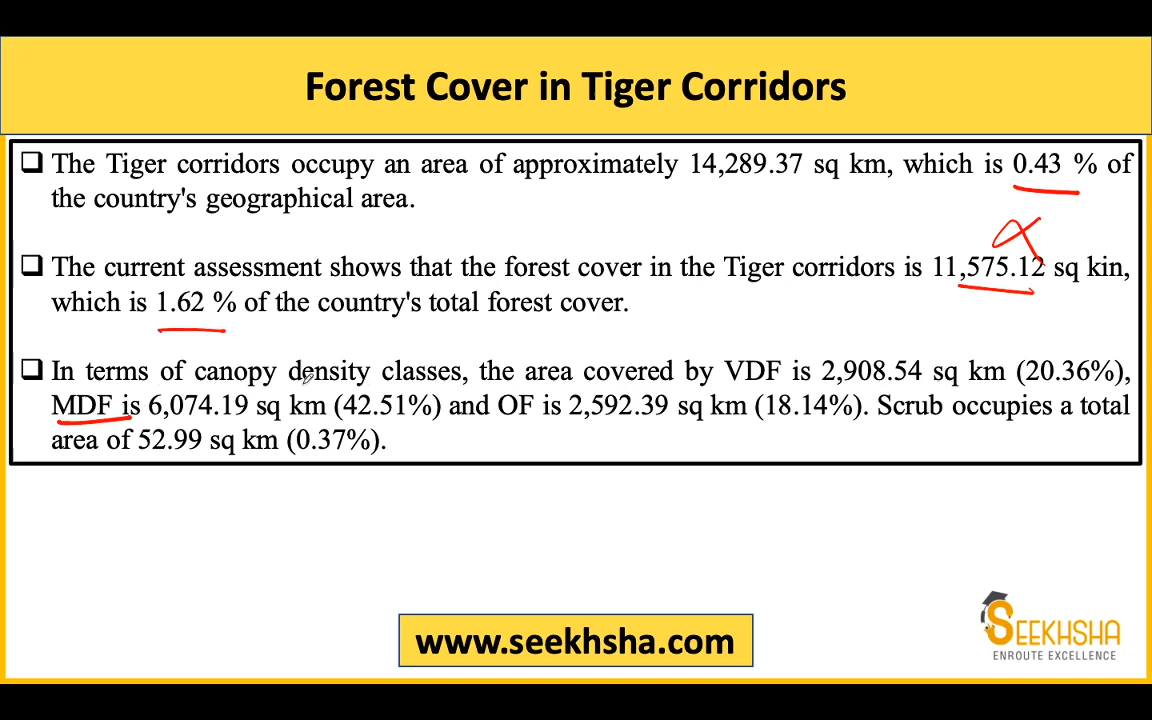 Forest Cover in Tiger Corridors
The Tiger corridors occupy an area of approximately 14,289.37 sq km, which is 0.43 % of
the country's geographical area.
The current assessment shows that the forest cover in the Tiger corridors is 11,575.12 sq kin,
which is 1.62 % of the country's total forest cover.
In terms of canopy density classes, the area covered by VDF is 2,908.54 sq km (20.36%),
MDF is 6,074.19 sq km (42.51%) and OF is 2,592.39 sq km (18.14%). Scrub occupies a total
area of 52.99 sq km (0.37%).
www.seekhsha.com
SEEKHSHA
ENROUTE EXCELLENCE